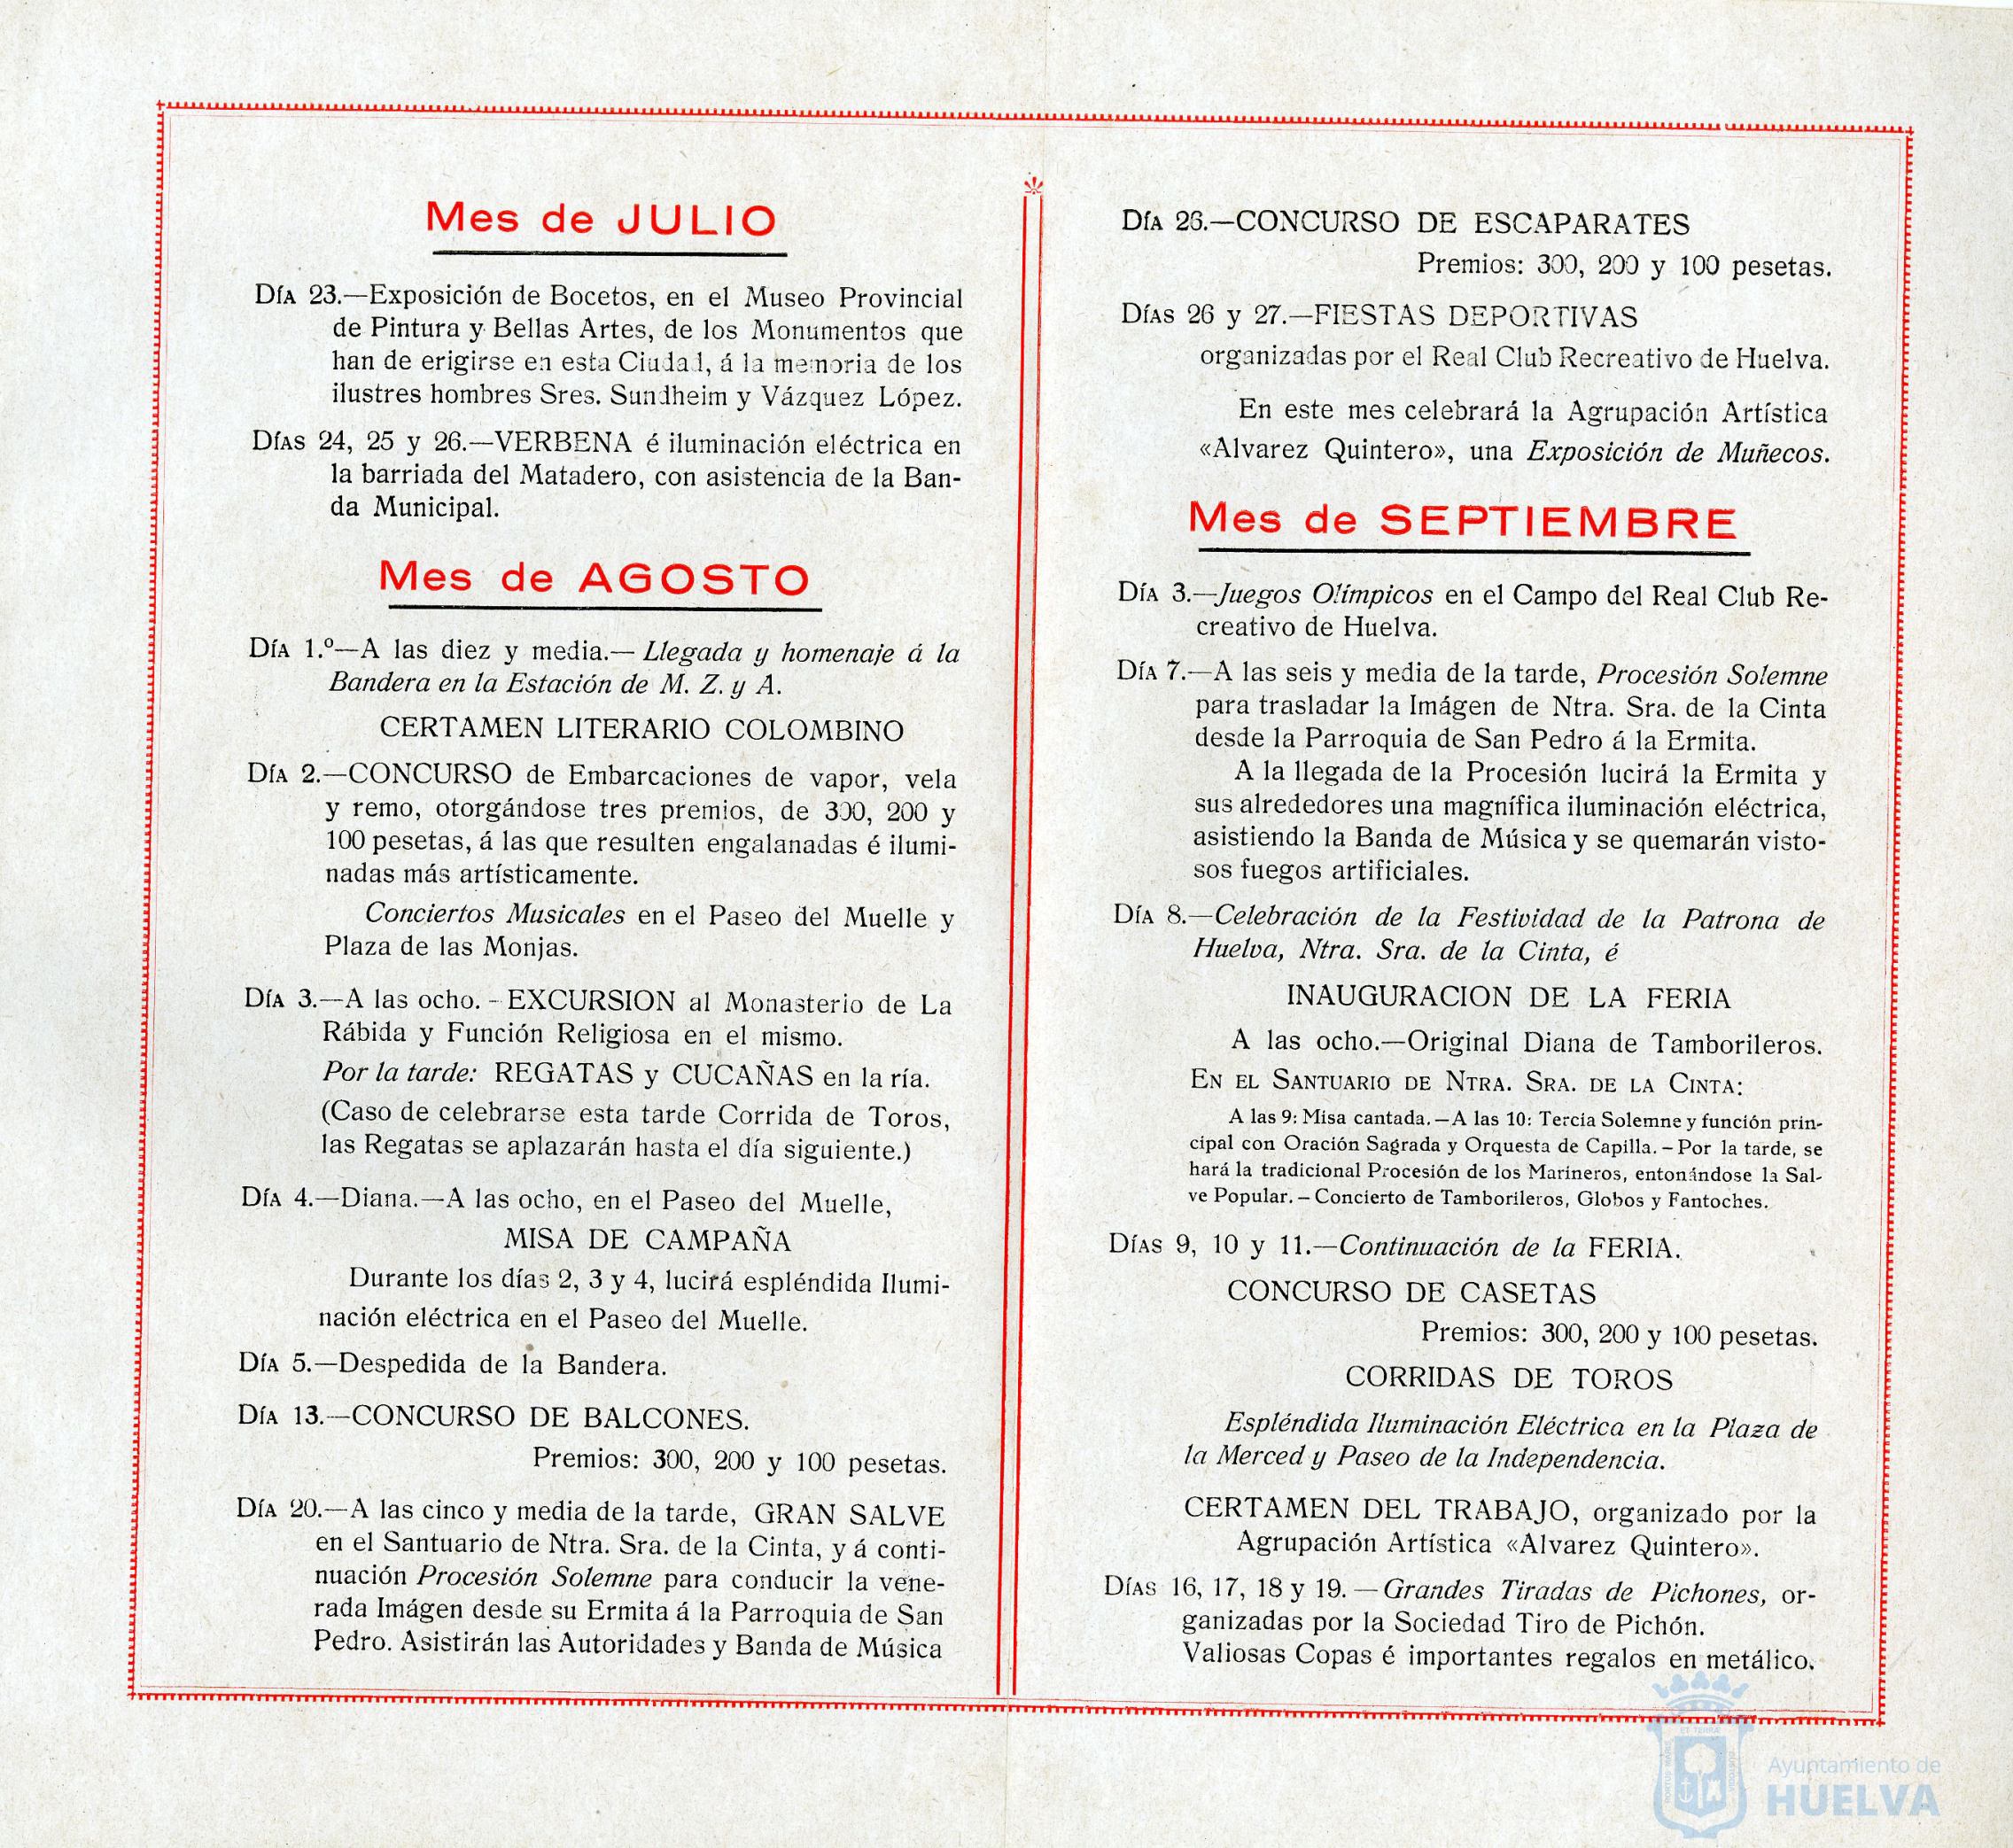 Mes de JULIO
DÍA 23.—Exposición de Bocetos, en el Museo Provincial
de Pintura y Bellas Artes, de los Monumentos que
han de erigirse en esta Ciudad, á la memoria de los
ilustres hombres Sres. Sundheim y Vázquez López.
DÍAS 24, 25 y 26.—VERBENA é iluminación eléctrica en
la barriada del Matadero, con asistencia de la Ban-
da Municipal.
Mes de AGOSTO
DÍA 1.º—A las diez y media.—Llegada y homenaje á la
Bandera en la Estación de M. Z. y A.
CERTAMEN LITERARIO COLOMBINO
DÍA 2.—CONCURSO de Embarcaciones de vapor, vela
y remo, otorgándose tres premios, de 300, 200 y
100 pesetas, á las que resulten engalanadas é ilumi-
nadas más artísticamente.
Conciertos Musicales en el Paseo del Muelle y
Plaza de las Monjas.
DÍA 3.—A las ocho.-EXCURSION al Monasterio de La
Rábida y Función Religiosa en el mismo.
Por la tarde: REGATAS y CUCAÑAS en la ría.
(Caso de celebrarse esta tarde Corrida de Toros,
las Regatas se aplazarán hasta el día siguiente.)
DÍA 4.—Diana.—A las ocho, en el Paseo del Muelle,
MISA DE CAMPAÑA
Durante los días 2, 3 y 4, lucirá espléndida Ilumi-
nación eléctrica en el Paseo del Muelle.
DÍA 5.—Despedida de la Bandera.
DÍA 13.—CONCURSO DE BALCONES.
Premios: 300, 200 y 100 pesetas.
DÍA 20.—A las cinco y media de la tarde, GRAN SALVE
en el Santuario de Ntra. Sra. de la Cinta, y á conti-
nuación Procesión Solemne para conducir la vene-
rada Imágen desde su Ermita á la Parroquia de San
Pedro. Asistirán las Autoridades y Banda de Música
DÍA 26.—CONCURSO DE ESCAPARATES
Premios: 300, 200 y 100 pesetas.
DÍAS 26 y 27.—FIESTAS DEPORTIVAS
organizadas por el Real Club Recreativo de Huelva.
En este mes celebrará la Agrupación Artística
«Alvarez Quintero», una Exposición de Muñecos.
Mes de SEPTIEMBRE
DÍA 3.—Juegos Olímpicos en el Campo del Real Club Re-
creativo de Huelva.
DÍA 7.—A las seis y media de la tarde, Procesión Solemne
para trasladar la Imágen de Ntra. Sra. de la Cinta
desde la Parroquia de San Pedro á la Ermita.
A la llegada de la Procesión lucirá la Ermita y
sus alrededores una magnífica iluminación eléctrica,
asistiendo la Banda de Música y se quemarán visto-
sos fuegos artificiales.
DÍA 8.—Celebración de la Festividad de la Patrona de
Huelva, Ntra. Sra. de la Cinta, é
INAUGURACION DE LA FERIA
A las ocho.—Original Diana de Tamborileros.
EN EL SANTUARIO DE NTRA. SRA. DE LA CINTA:
A las 9: Misa cantada.—A las 10: Tercia Solemne y función prin-
cipal con Oración Sagrada y Orquesta de Capilla.—Por la tarde, se
hará la tradicional Procesión de los Marineros, entonándose la Sal-
ve Popular.—Concierto de Tamborileros, Globos y Fantoches.
DÍAS 9, 10 y 11.—Continuación de la FERIA.
CONCURSO DE CASETAS
Premios: 300, 200 y 100 pesetas.
CORRIDAS DE TOROS
Espléndida Iluminación Eléctrica en la Plaza de
la Merced y Paseo de la Independencia.
CERTAMEN DEL TRABAJO, organizado por la
Agrupación Artística «Alvarez Quintero».
DÍAS 16, 17, 18 y 19.—Grandes Tiradas de Pichones, or-
ganizadas por la Sociedad Tiro de Pichón.
Valiosas Copas é importantes regalos en metálico.
Ayuntamiento de
HUELVA